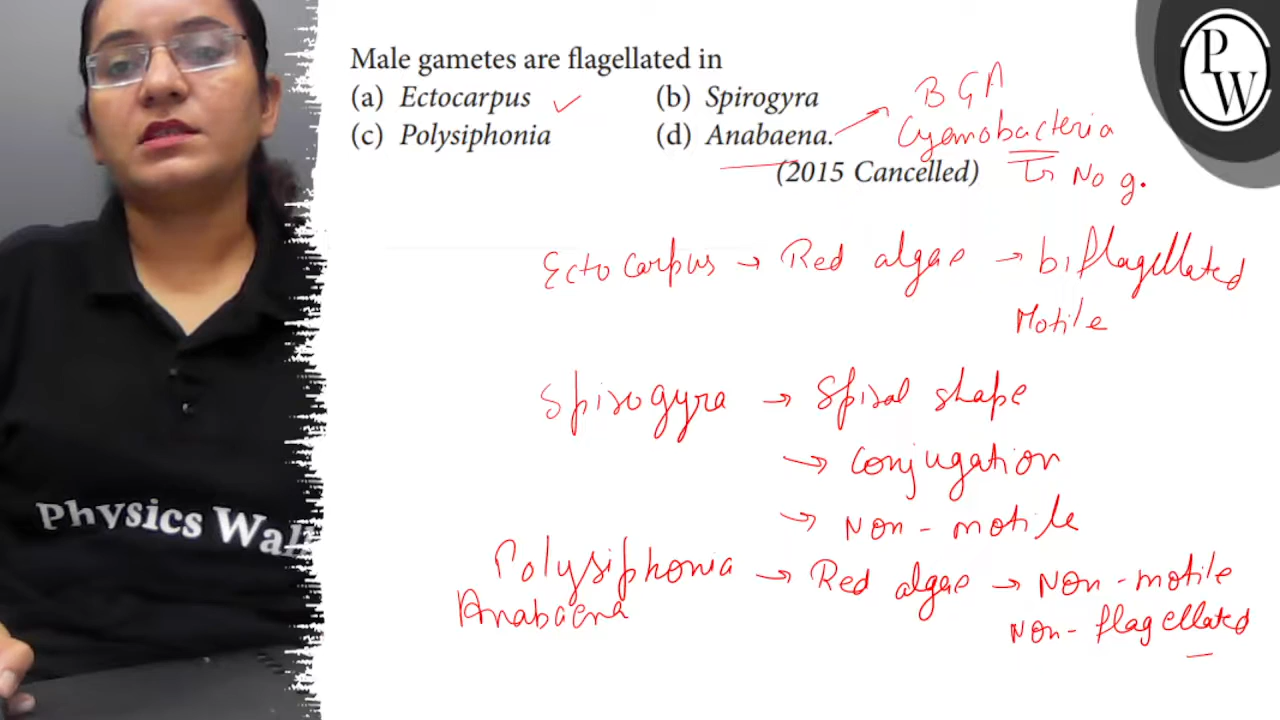 Male gametes are flagellated in
(a) Ectocarpus ✓ (b) Spirogyra
(c) Polysiphonia (d) Anabaena.
(2015 Cancelled)
BGA
Cyanobacteria
No g.
Ectocarpus → Red algae → biflagellated
Motile
Spirogyra → Spiral shape
→ Conjugation
→ Non-motile
Polysiphonia → Red algae → Non-motile
Anabaena
Non-flagellated
PW
Physics Wall